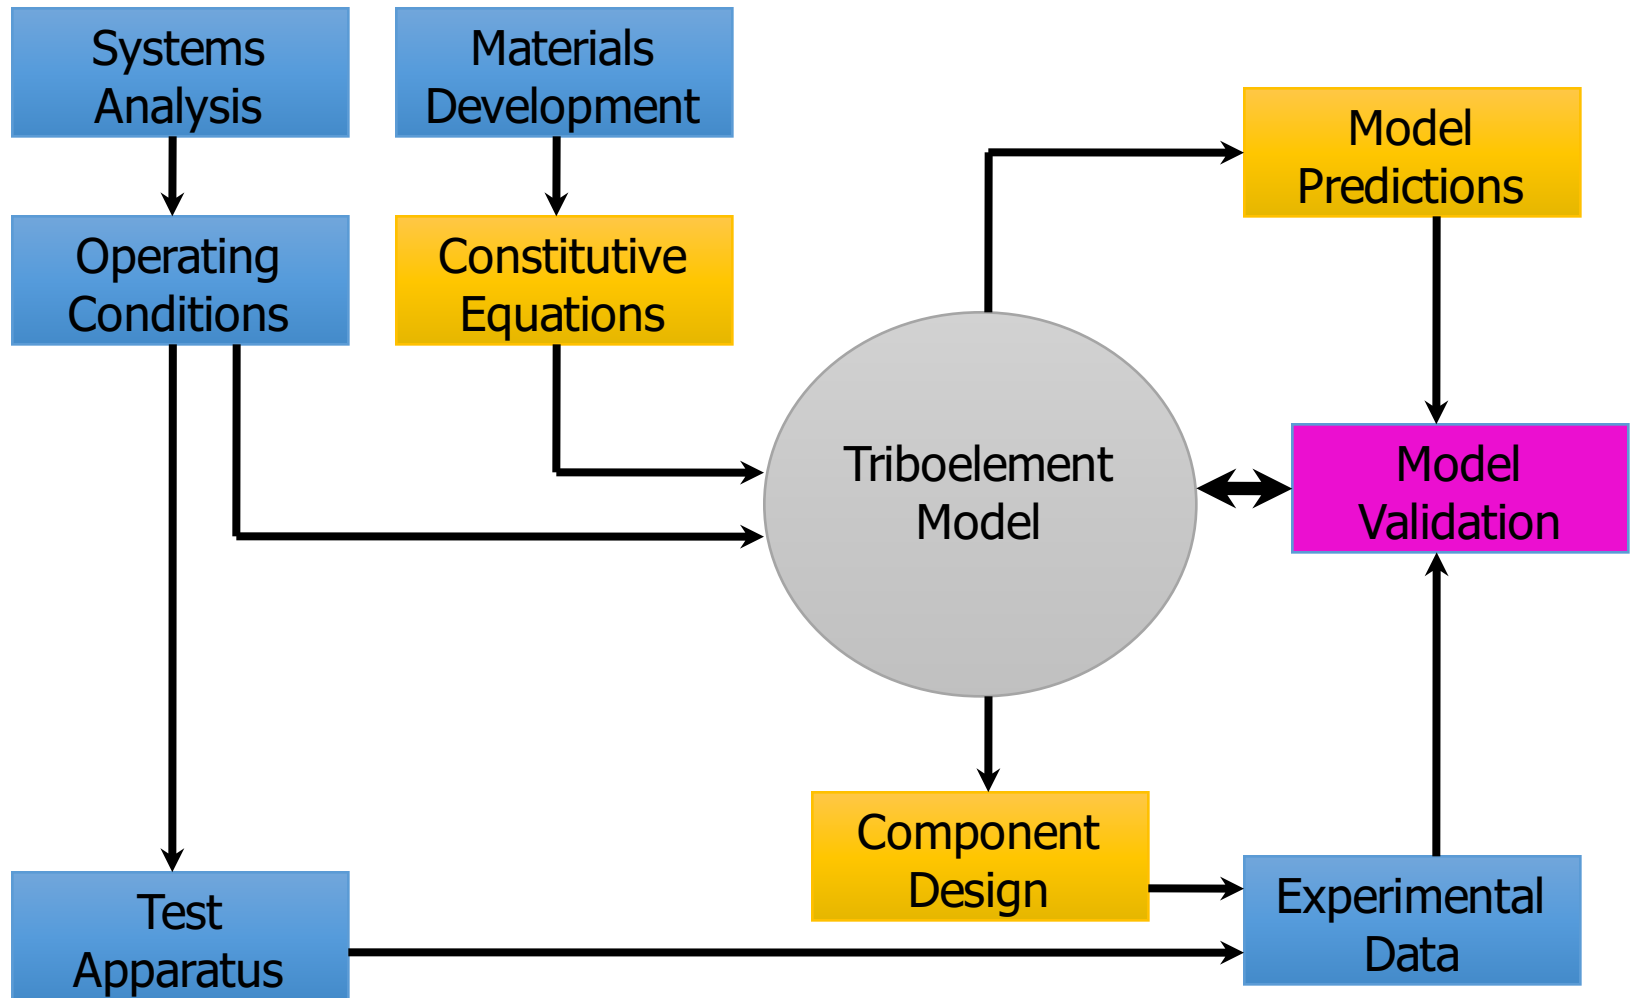 Systems
Analysis
Materials
Development
Model
Predictions
Operating
Conditions
Constitutive
Equations
Triboelement
Model
Model
Validation
Component
Design
Test
Apparatus
Experimental
Data